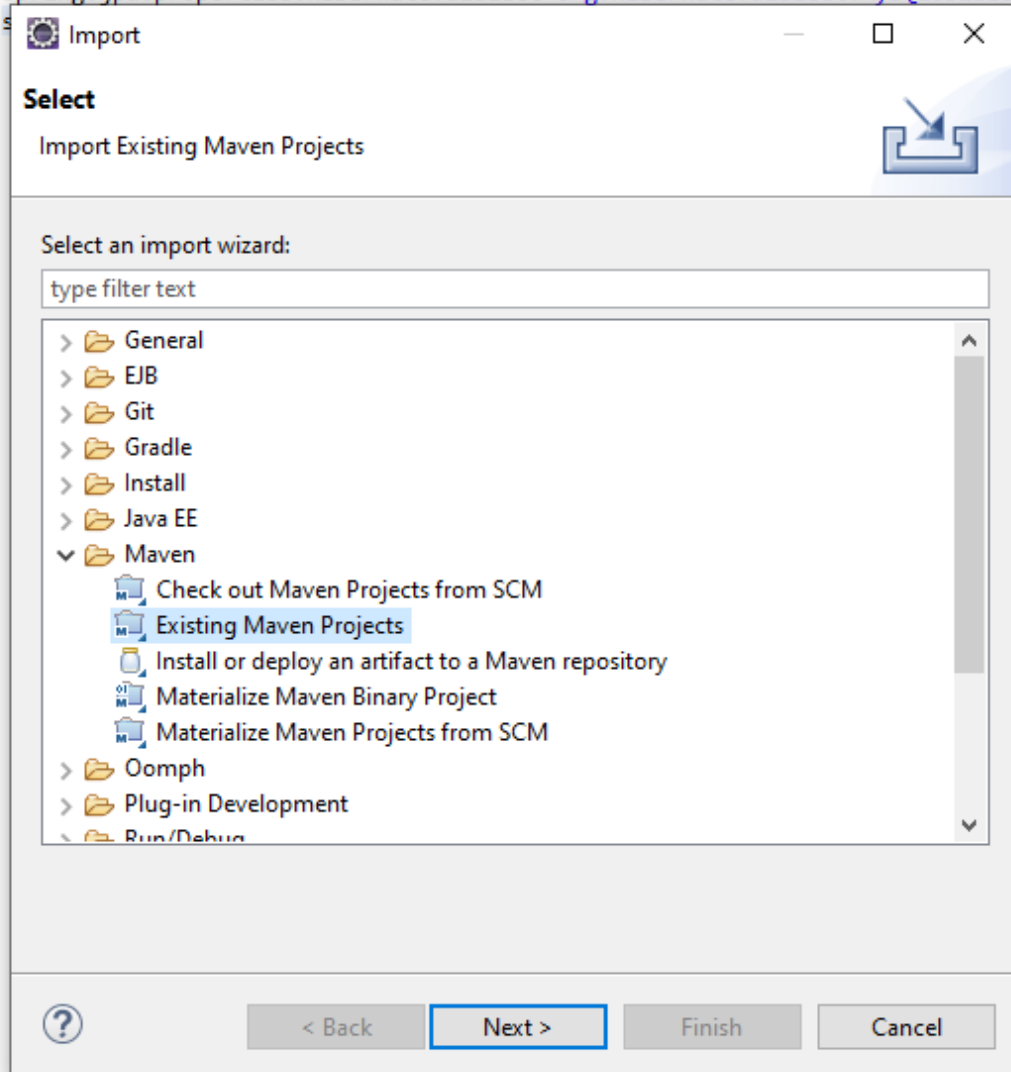 Import
Select
Import Existing Maven Projects
Select an import wizard:
type filter text
General
EJB
Git
Gradle
Install
Java EE
Maven
Check out Maven Projects from SCM
Existing Maven Projects
Install or deploy an artifact to a Maven repository
Materialize Maven Binary Project
Materialize Maven Projects from SCM
Oomph
Plug-in Development
Run/Debug
?
< Back
Next >
Finish
Cancel